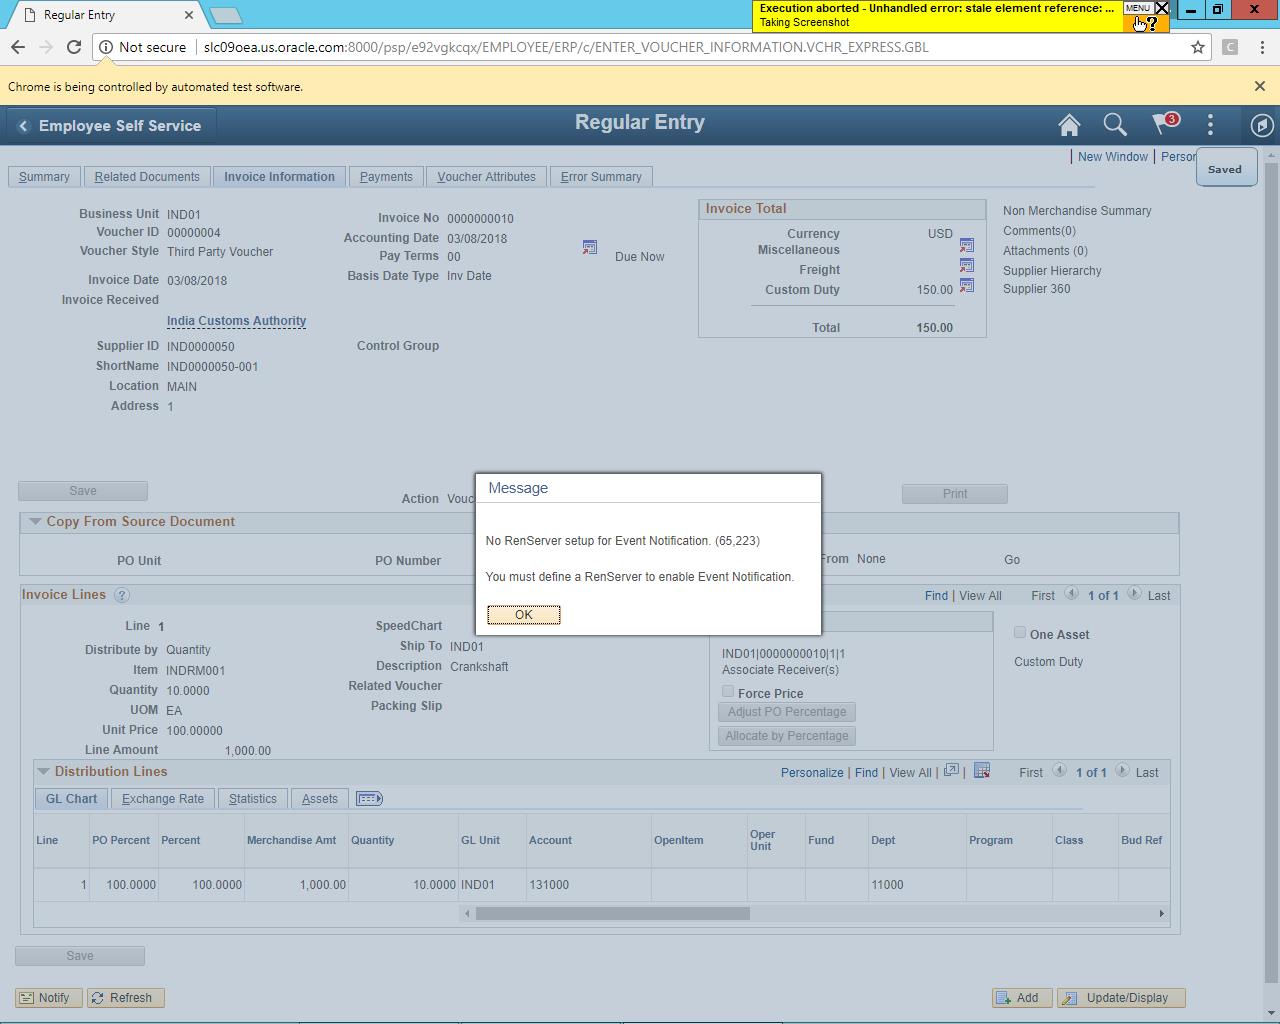 Regular Entry
Execution aborted - Unhandled error: stale element reference: ...
Taking Screenshot
MENU
Not secure
slc09oea.us.oracle.com:8000/psp/e92vgkcqx/EMPLOYEE/ERP/c/ENTER_VOUCHER_INFORMATION.VCHR_EXPRESS.GBL
Chrome is being controlled by automated test software.
Employee Self Service
Regular Entry
3
New Window
Person
Saved
Summary
Related Documents
Invoice Information
Payments
Voucher Attributes
Error Summary
Business Unit IND01
Voucher ID 00000004
Voucher Style Third Party Voucher
Invoice Date 03/08/2018
Invoice Received
India Customs Authority
Supplier ID IND0000050
ShortName IND0000050-001
Location MAIN
Address 1
Invoice No 0000000010
Accounting Date 03/08/2018
Pay Terms 00
Due Now
Basis Date Type Inv Date
Control Group
Invoice Total
Currency USD
Miscellaneous
Freight
Custom Duty 150.00
Total 150.00
Non Merchandise Summary
Comments(0)
Attachments (0)
Supplier Hierarchy
Supplier 360
Save
Action Vouc
Print
Copy From Source Document
PO Unit
PO Number
From None
Go
Message
No RenServer setup for Event Notification. (65,223)
You must define a RenServer to enable Event Notification.
OK
Invoice Lines ?
Find | View All First 1 of 1 Last
Line 1
Distribute by Quantity
Item INDRM001
Quantity 10.0000
UOM EA
Unit Price 100.00000
Line Amount 1,000.00
SpeedChart
Ship To IND01
Description Crankshaft
Related Voucher
Packing Slip
IND01|0000000010|1|1
Associate Receiver(s)
Force Price
Adjust PO Percentage
Allocate by Percentage
One Asset
Custom Duty
Distribution Lines
Personalize | Find | View All | First 1 of 1 Last
GL Chart
Exchange Rate
Statistics
Assets
Line PO Percent Percent Merchandise Amt Quantity GL Unit Account OpenItem Oper Unit Fund Dept Program Class Bud Ref
1 100.0000 100.0000 1,000.00 10.0000 IND01 131000 11000
Save
Notify
Refresh
Add
Update/Display